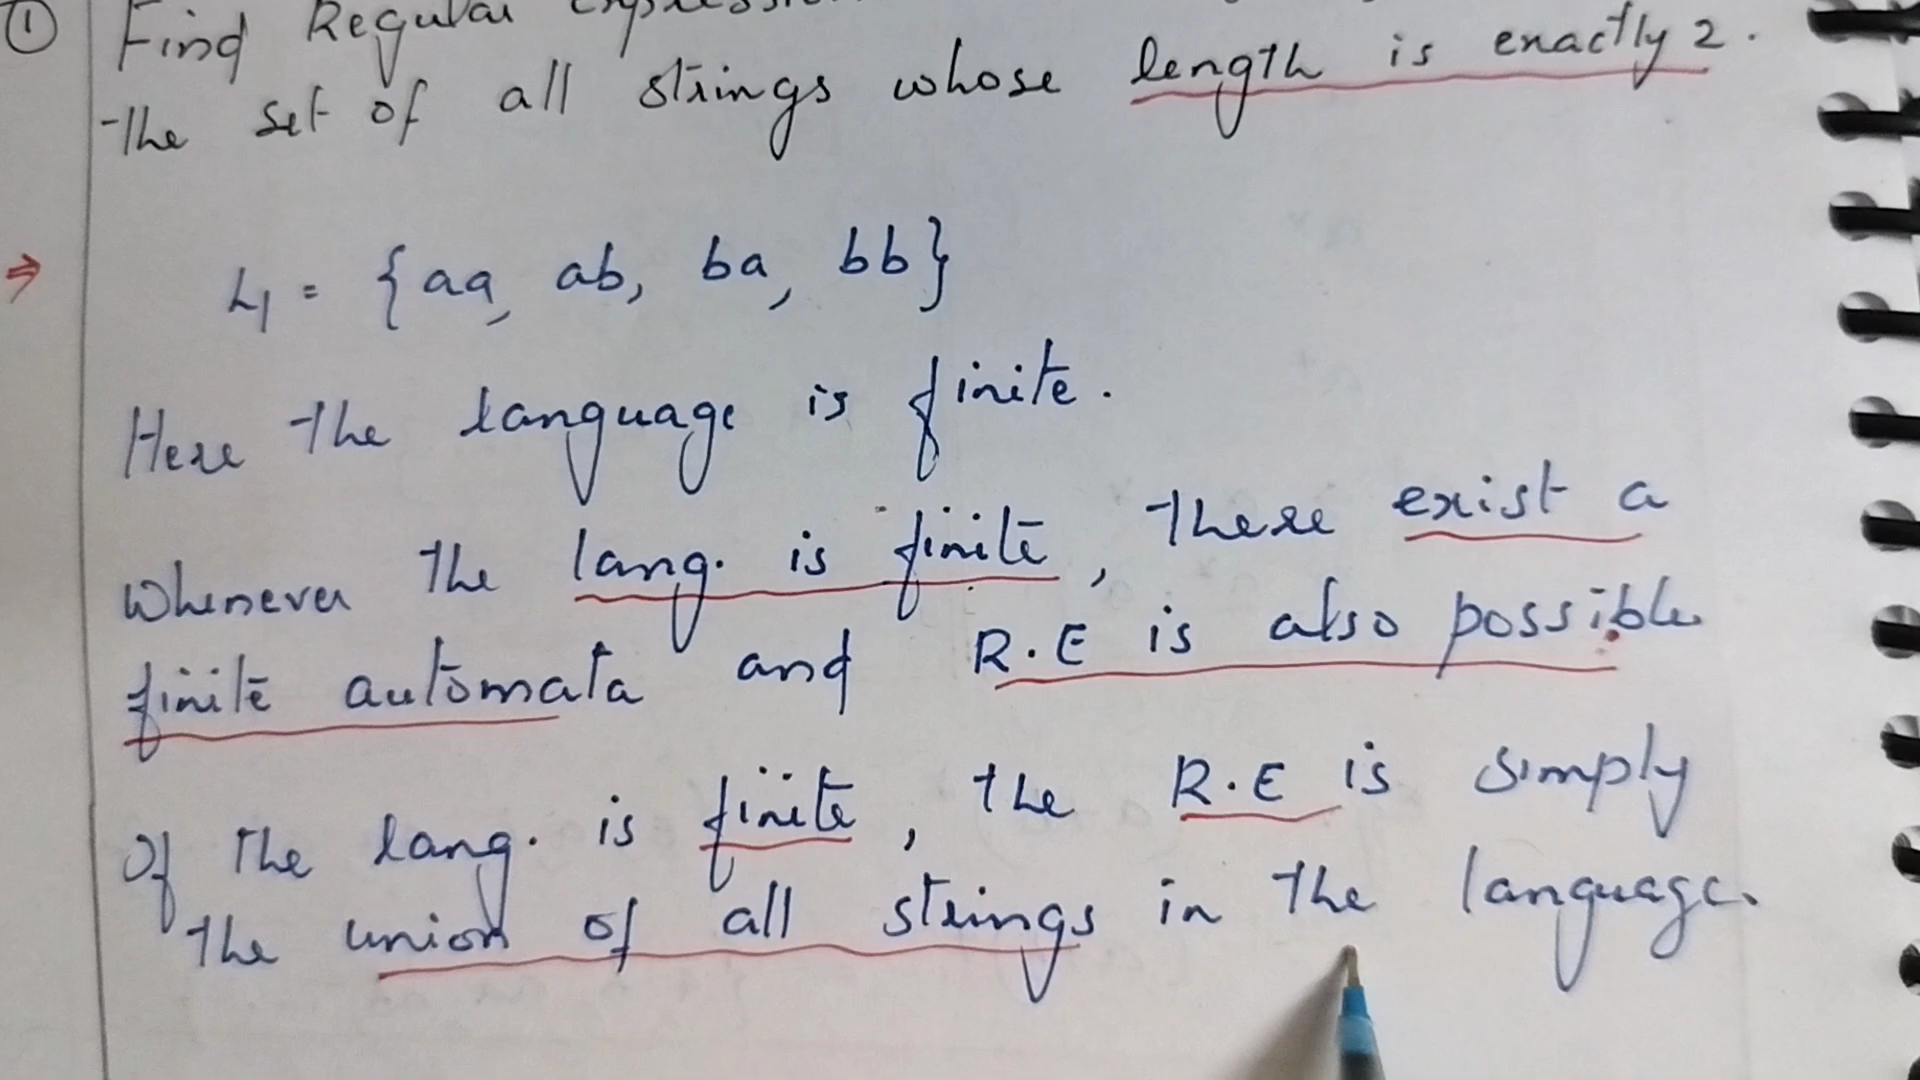 ① Find Regular Expression
the set of all strings whose length is exactly 2.
⇒ L1 = {aa, ab, ba, bb}
Here the language is finite.
Whenever the lang. is finite, there exist a
finite automata and R.E is also possible
If the lang. is finite, the R.E is simply
the union of all strings in the language.